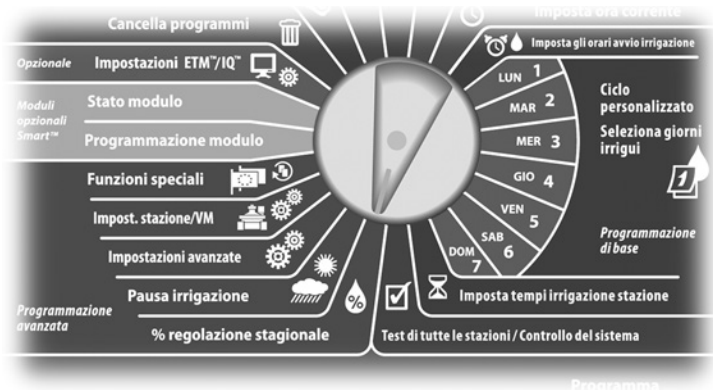 Cancella programmi
Opzionale
Impostazioni ETM™/IQ™
Moduli
opzionali
Smart™
Stato modulo
Programmazione modulo
Funzioni speciali
Impost. stazione/VM
Impostazioni avanzate
Pausa irrigazione
Programmazione
avanzata
% regolazione stagionale
%
Imposta ora corrente
Imposta gli orari avvio irrigazione
LUN 1
MAR 2
MER 3
GIO 4
VEN 5
SAB 6
DOM 7
Ciclo
personalizzato
Seleziona giorni
irrigui
1
Programmazione
di base
Imposta tempi irrigazione stazione
Test di tutte le stazioni / Controllo del sistema
Programma